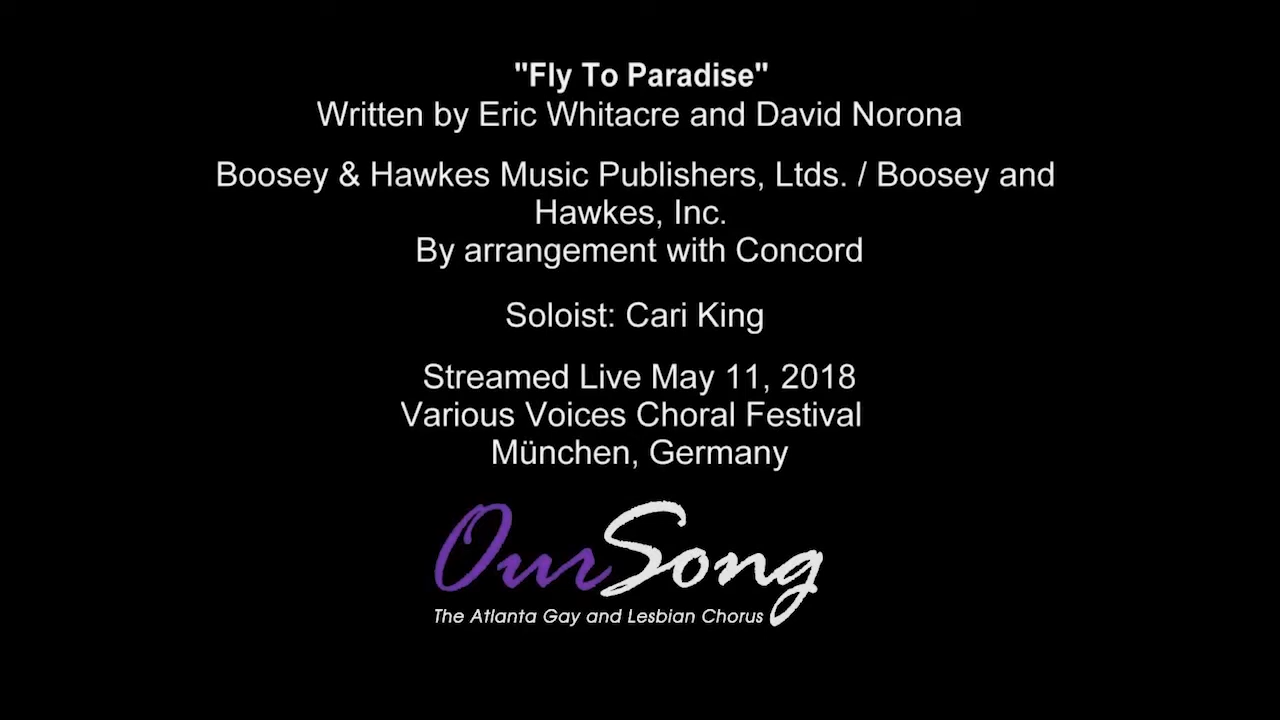 "Fly To Paradise"
Written by Eric Whitacre and David Norona
Boosey & Hawkes Music Publishers, Ltds. / Boosey and
Hawkes, Inc.
By arrangement with Concord
Soloist: Cari King
Streamed Live May 11, 2018
Various Voices Choral Festival
München, Germany
OurSong
The Atlanta Gay and Lesbian Chorus